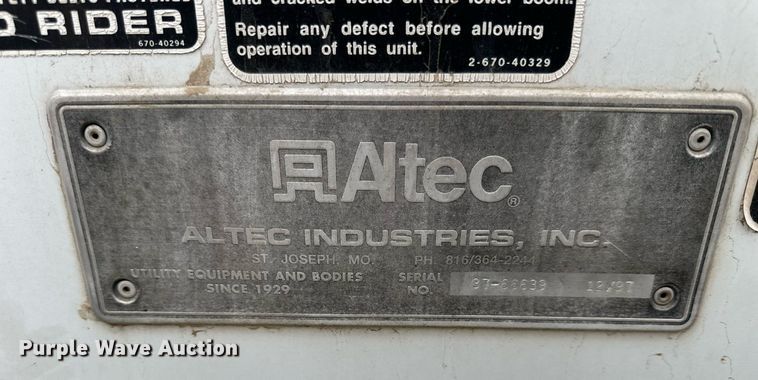 O RIDER
670-40294
and cracked welds on the lower boom.
Repair any defect before allowing
operation of this unit.
2-670-40329
Altec®
ALTEC INDUSTRIES, INC.
ST. JOSEPH, MO. PH. 816/364-2244
UTILITY EQUIPMENT AND BODIES
SINCE 1929
SERIAL
NO.
12/97
Purple Wave Auction